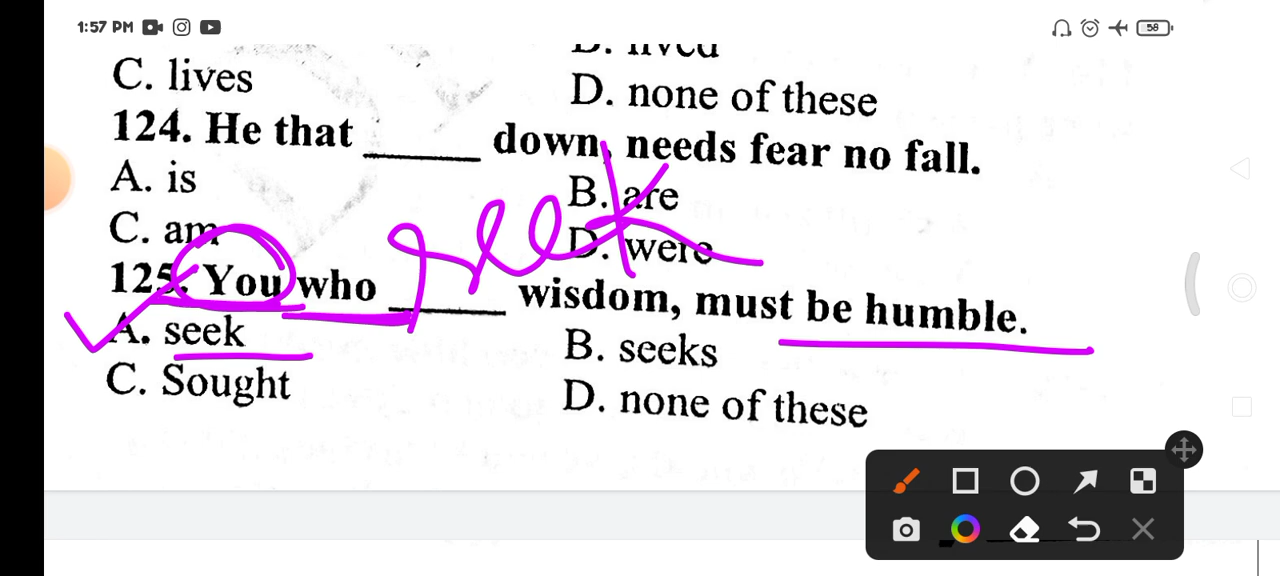 1:57 PM
58
C. lives
D. none of these
124. He that ______ down, needs fear no fall.
A. is
B. are
C. am
D. were
seek
125. You who ______ wisdom, must be humble.
A. seek
B. seeks
C. Sought
D. none of these